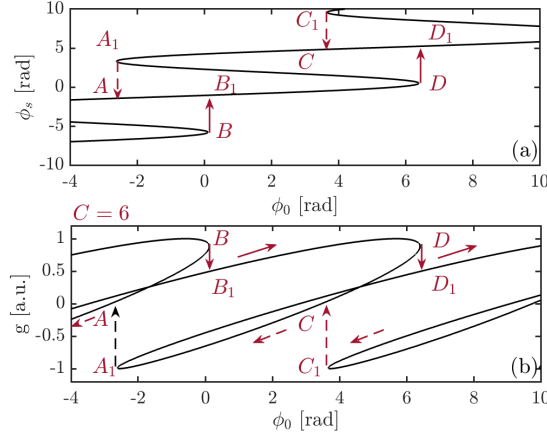 10
5
0
-5
-10
ϕs [rad]
A1
A
B1
B
C1
C
D1
D
(a)
-4 -2 0 2 4 6 8 10
ϕ0 [rad]
C = 6
1
0.5
0
-0.5
-1
g [a.u.]
B
B1
A
A1
D
D1
C
C1
(b)
-4 -2 0 2 4 6 8 10
ϕ0 [rad]